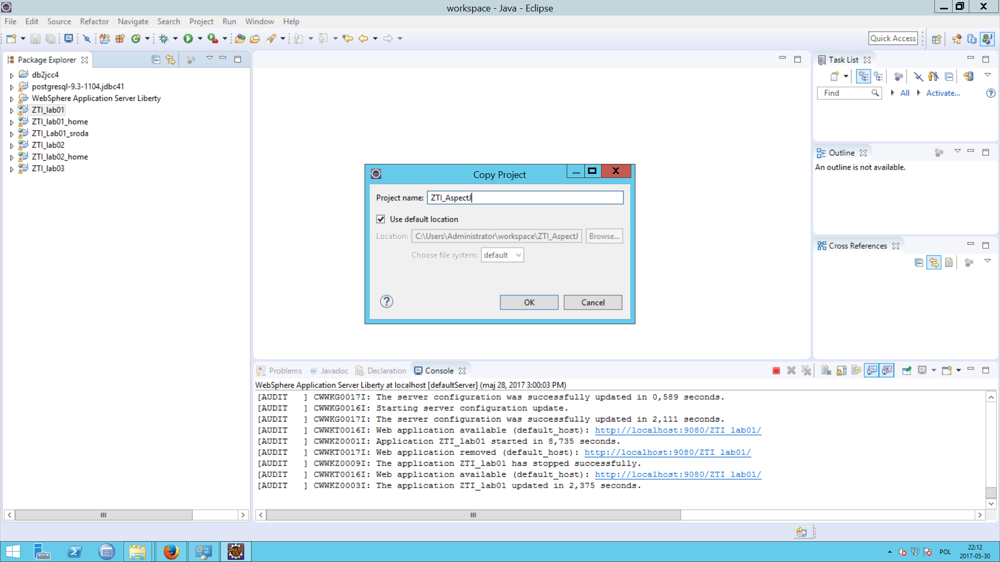 workspace - Java - Eclipse
File Edit Source Refactor Navigate Search Project Run Window Help
Quick Access
Package Explorer
db2jcc4
postgresql-9.3-1104.jdbc41
WebSphere Application Server Liberty
ZTI_lab01
ZTI_lab01_home
ZTI_Lab01_sroda
ZTI_lab02
ZTI_lab02_home
ZTI_lab03
Copy Project
Project name: ZTI_AspectJ
Use default location
Location: C:\Users\Administrator\workspace\ZTI_AspectJ Browse...
Choose file system: default
OK Cancel
Task List
Find All Activate...
Outline
An outline is not available.
Cross References
Problems @ Javadoc Declaration Console
WebSphere Application Server Liberty at localhost [defaultServer] (maj 28, 2017 3:00:03 PM)
[AUDIT   ] CWWKG0017I: The server configuration was successfully updated in 0,589 seconds.
[AUDIT   ] CWWKG0016I: Starting server configuration update.
[AUDIT   ] CWWKG0017I: The server configuration was successfully updated in 2,111 seconds.
[AUDIT   ] CWWKT0016I: Web application available (default_host): http://localhost:9080/ZTI_lab01/
[AUDIT   ] CWWKZ0001I: Application ZTI_lab01 started in 8,735 seconds.
[AUDIT   ] CWWKT0017I: Web application removed (default_host): http://localhost:9080/ZTI_lab01/
[AUDIT   ] CWWKZ0009I: The application ZTI_lab01 has stopped successfully.
[AUDIT   ] CWWKT0016I: Web application available (default_host): http://localhost:9080/ZTI_lab01/
[AUDIT   ] CWWKZ0003I: The application ZTI_lab01 updated in 2,375 seconds.
Java EE
IDE
POL
22:12
2017-05-30